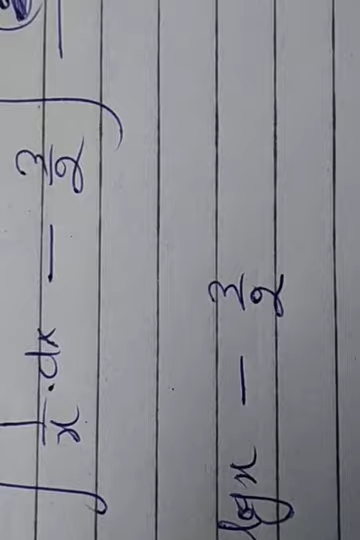 ∫ 1/x · dx − 3/2 ∫
log x − 3/2